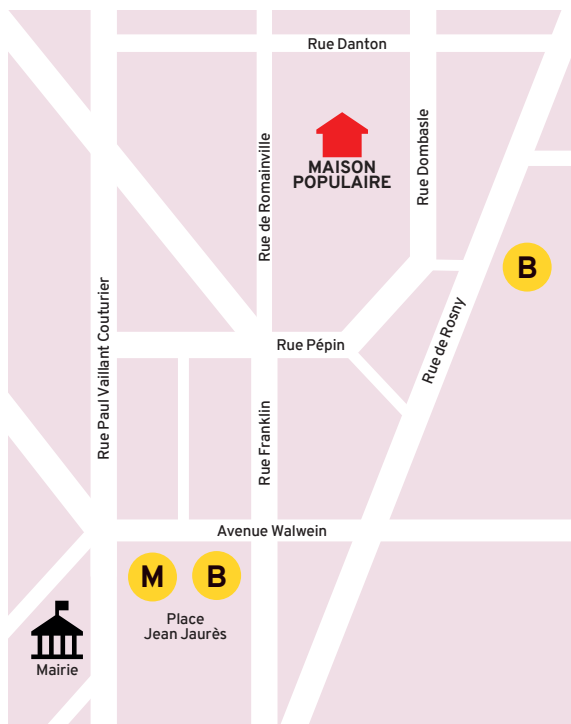 Rue Danton
MAISON
POPULAIRE
Rue Dombasle
Rue de Romainville
B
Rue Paul Vaillant Couturier
Rue Pépin
Rue de Rosny
Rue Franklin
Avenue Walwein
M
B
Place
Jean Jaurès
Mairie